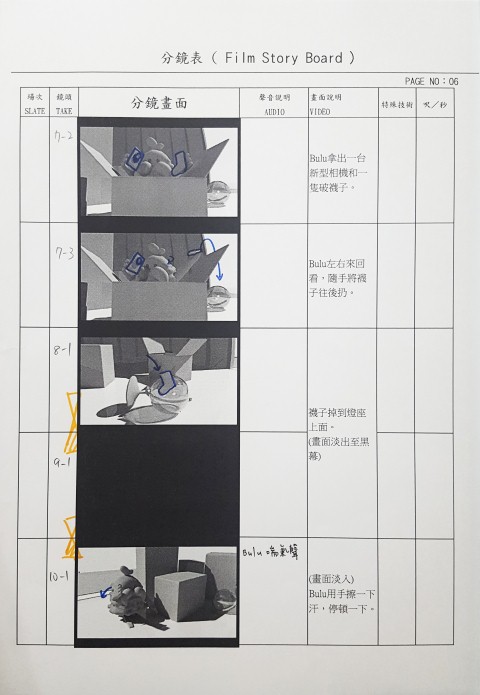 分鏡表 ( Film Story Board )
PAGE NO：06
場次 鏡頭 分鏡畫面 聲音說明 畫面說明 特殊技術 呎／秒
SLATE TAKE AUDIO VIDEO
7-2
Bulu拿出一台
新型相機和一
隻破襪子。
7-3
Bulu左右來回
看，隨手將襪
子往後扔。
8-1
襪子掉到燈座
上面。
(畫面淡出至黑
幕)
9-1
10-1
Bulu 喘氣聲
(畫面淡入)
Bulu用手擦一下
汗，停頓一下。